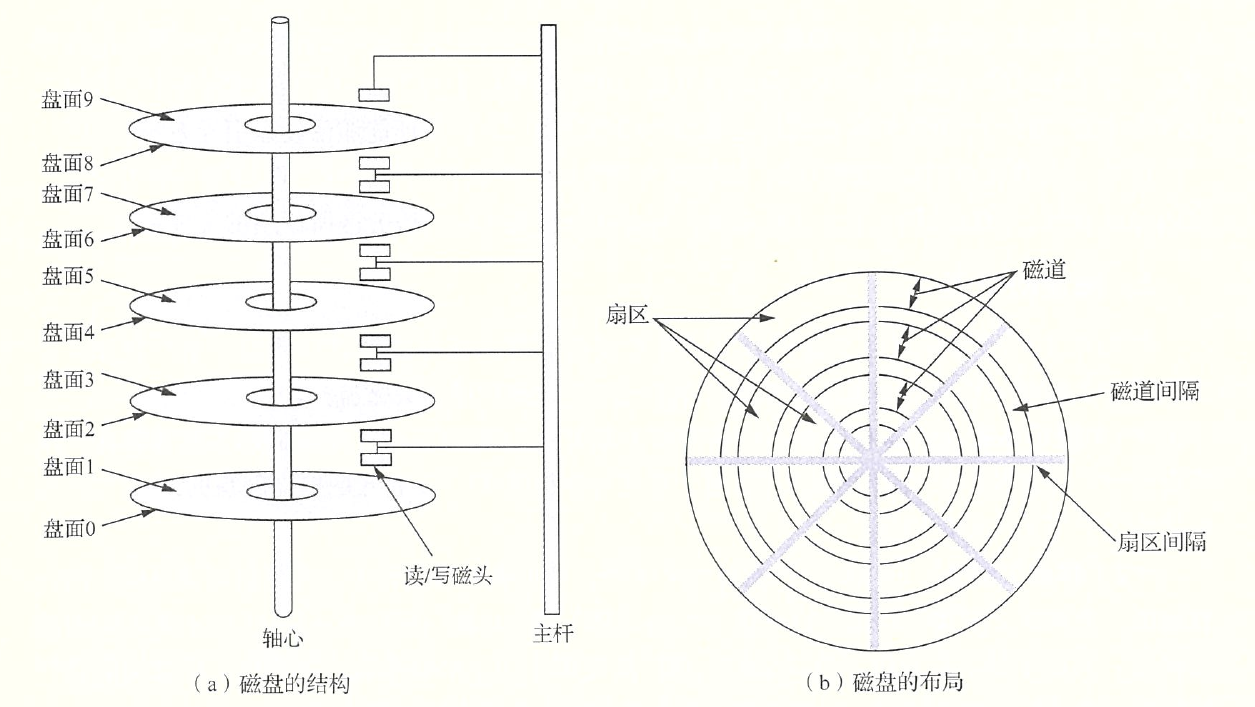 盘面9
盘面8
盘面7
盘面6
盘面5
盘面4
盘面3
盘面2
盘面1
盘面0
读/写磁头
轴心
主杆
（a）磁盘的结构
磁道
扇区
磁道间隔
扇区间隔
（b）磁盘的布局